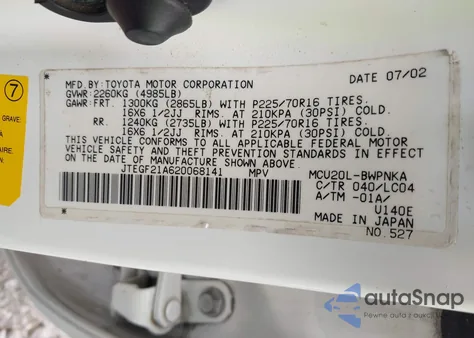 MFD. BY: TOYOTA MOTOR CORPORATION DATE 07/02
GVWR: 2260KG (4985LB)
GAWR: FRT. 1300KG (2865LB) WITH P225/70R16 TIRES.
16X6 1/2JJ RIMS. AT 210KPA (30PSI) COLD.
RR. 1240KG (2735LB) WITH P225/70R16 TIRES.
16X6 1/2JJ RIMS. AT 210KPA (30PSI) COLD.
THIS VEHICLE CONFORMS TO ALL APPLICABLE FEDERAL MOTOR
VEHICLE SAFETY AND THEFT PREVENTION STANDARDS IN EFFECT ON
THE DATE OF MANUFACTURE SHOWN ABOVE.
JTEGF21A620068141 MPV MCU20L-BWPNKA
C/TR 040/LC04
A/TM -01A/
U140E
MADE IN JAPAN
NO.527
7
GRAVE
autoSnap
Pewne auta z aukcji